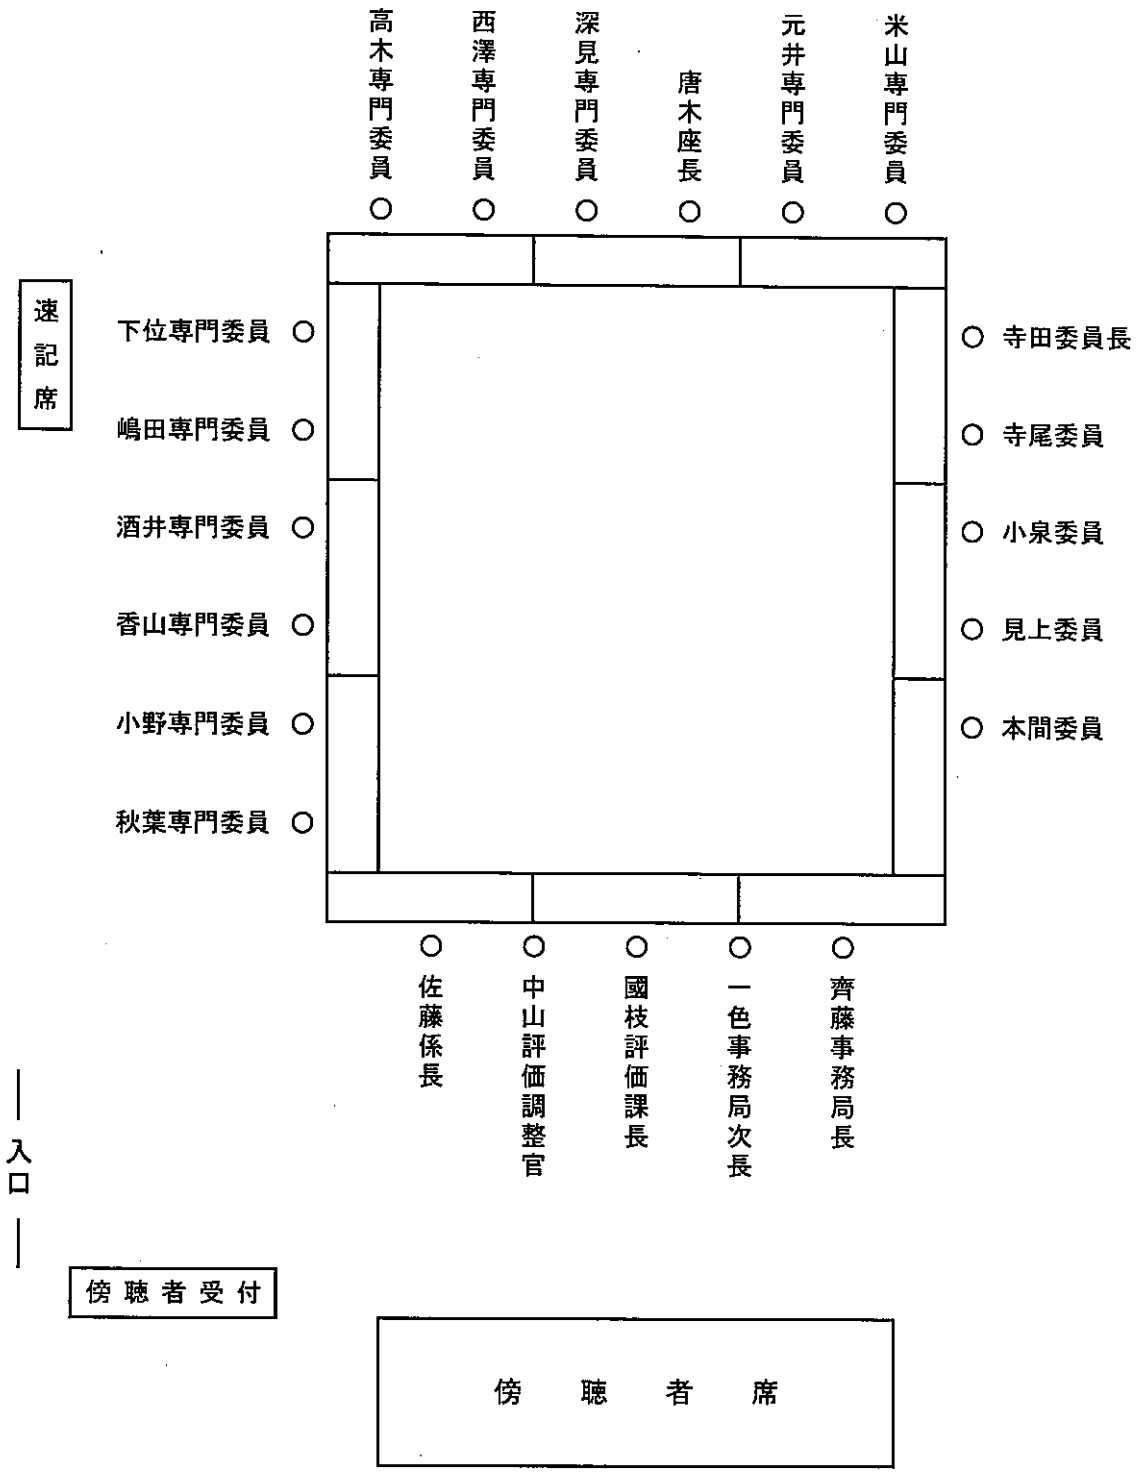 高木専門委員
西澤専門委員
深見専門委員
唐木座長
元井専門委員
米山専門委員
速記席
下位専門委員
嶋田専門委員
酒井専門委員
香山専門委員
小野専門委員
秋葉専門委員
寺田委員長
寺尾委員
小泉委員
見上委員
本間委員
佐藤係長
中山評価調整官
國枝評価課長
一色事務局次長
齊藤事務局長
入口
傍聴者受付
傍聴者席